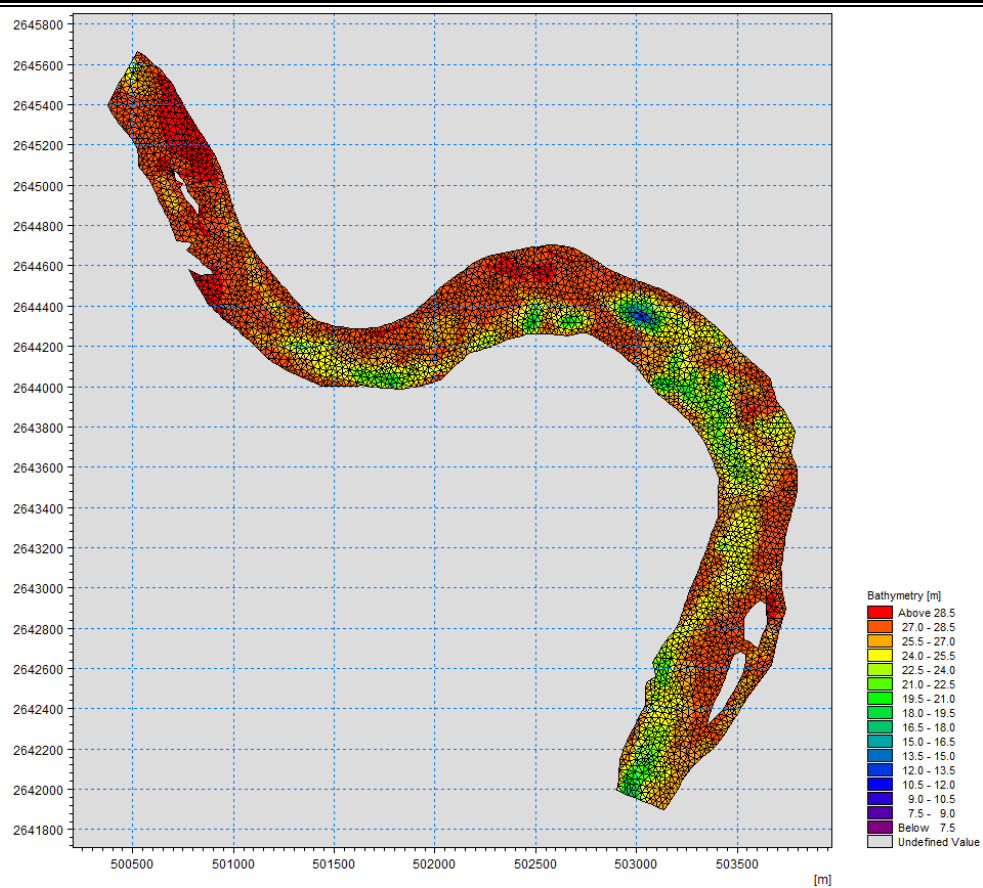 2645800
2645600
2645400
2645200
2645000
2644800
2644600
2644400
2644200
2644000
2643800
2643600
2643400
2643200
2643000
2642800
2642600
2642400
2642200
2642000
2641800
500500 501000 501500 502000 502500 503000 503500
[m]
Bathymetry [m]
Above 28.5
27.0 - 28.5
25.5 - 27.0
24.0 - 25.5
22.5 - 24.0
21.0 - 22.5
19.5 - 21.0
18.0 - 19.5
16.5 - 18.0
15.0 - 16.5
13.5 - 15.0
12.0 - 13.5
10.5 - 12.0
9.0 - 10.5
7.5 - 9.0
Below 7.5
Undefined Value